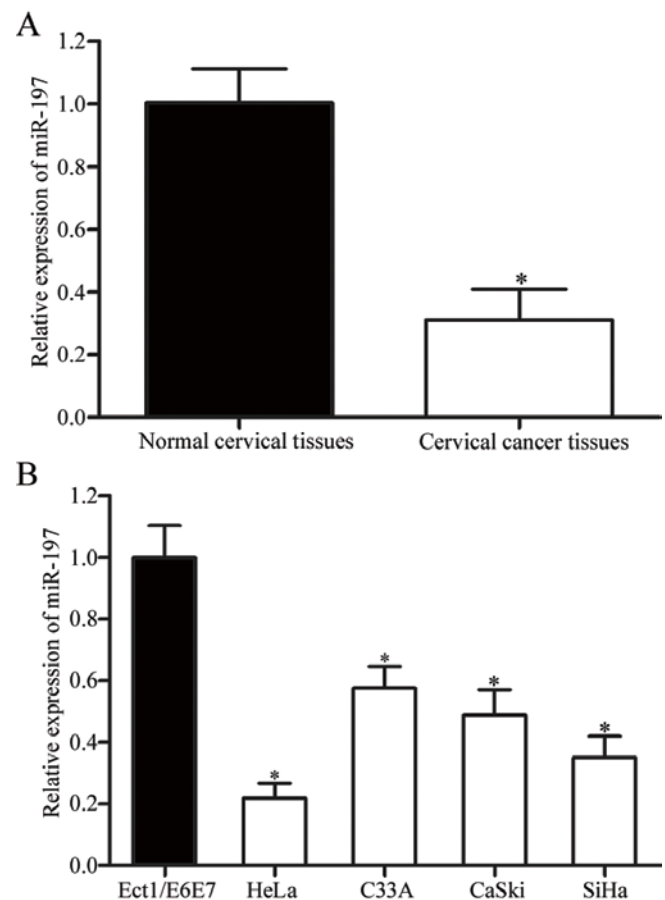 A
Relative expression of miR-197
1.2
1.0
0.8
0.6
0.4
0.2
0.0
*
Normal cervical tissues
Cervical cancer tissues
B
Relative expression of miR-197
1.2
1.0
0.8
0.6
0.4
0.2
0.0
*
*
*
*
Ect1/E6E7
HeLa
C33A
CaSki
SiHa